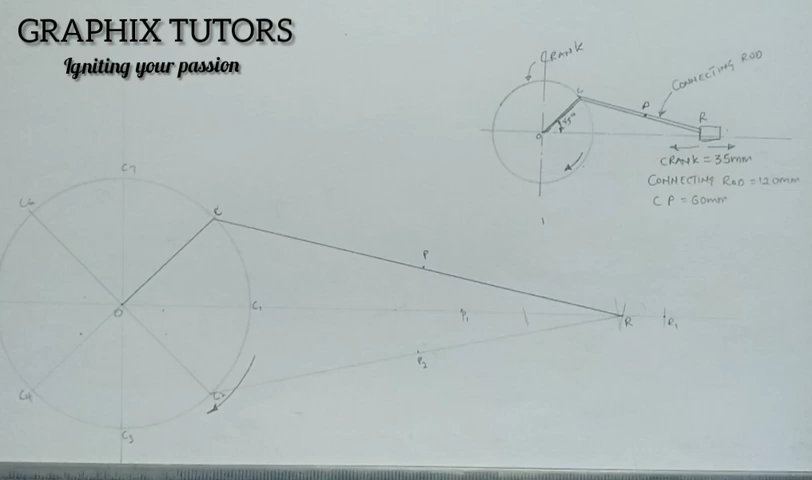 GRAPHIX TUTORS
Igniting your passion
CRANK
CONNECTING ROD
C
P
R
O
45°
CRANK = 35mm
CONNECTING ROD = 120mm
CP = 60mm
C7
C6
C
P
O
C1
P1
R
R1
P2
C4
C2
C3